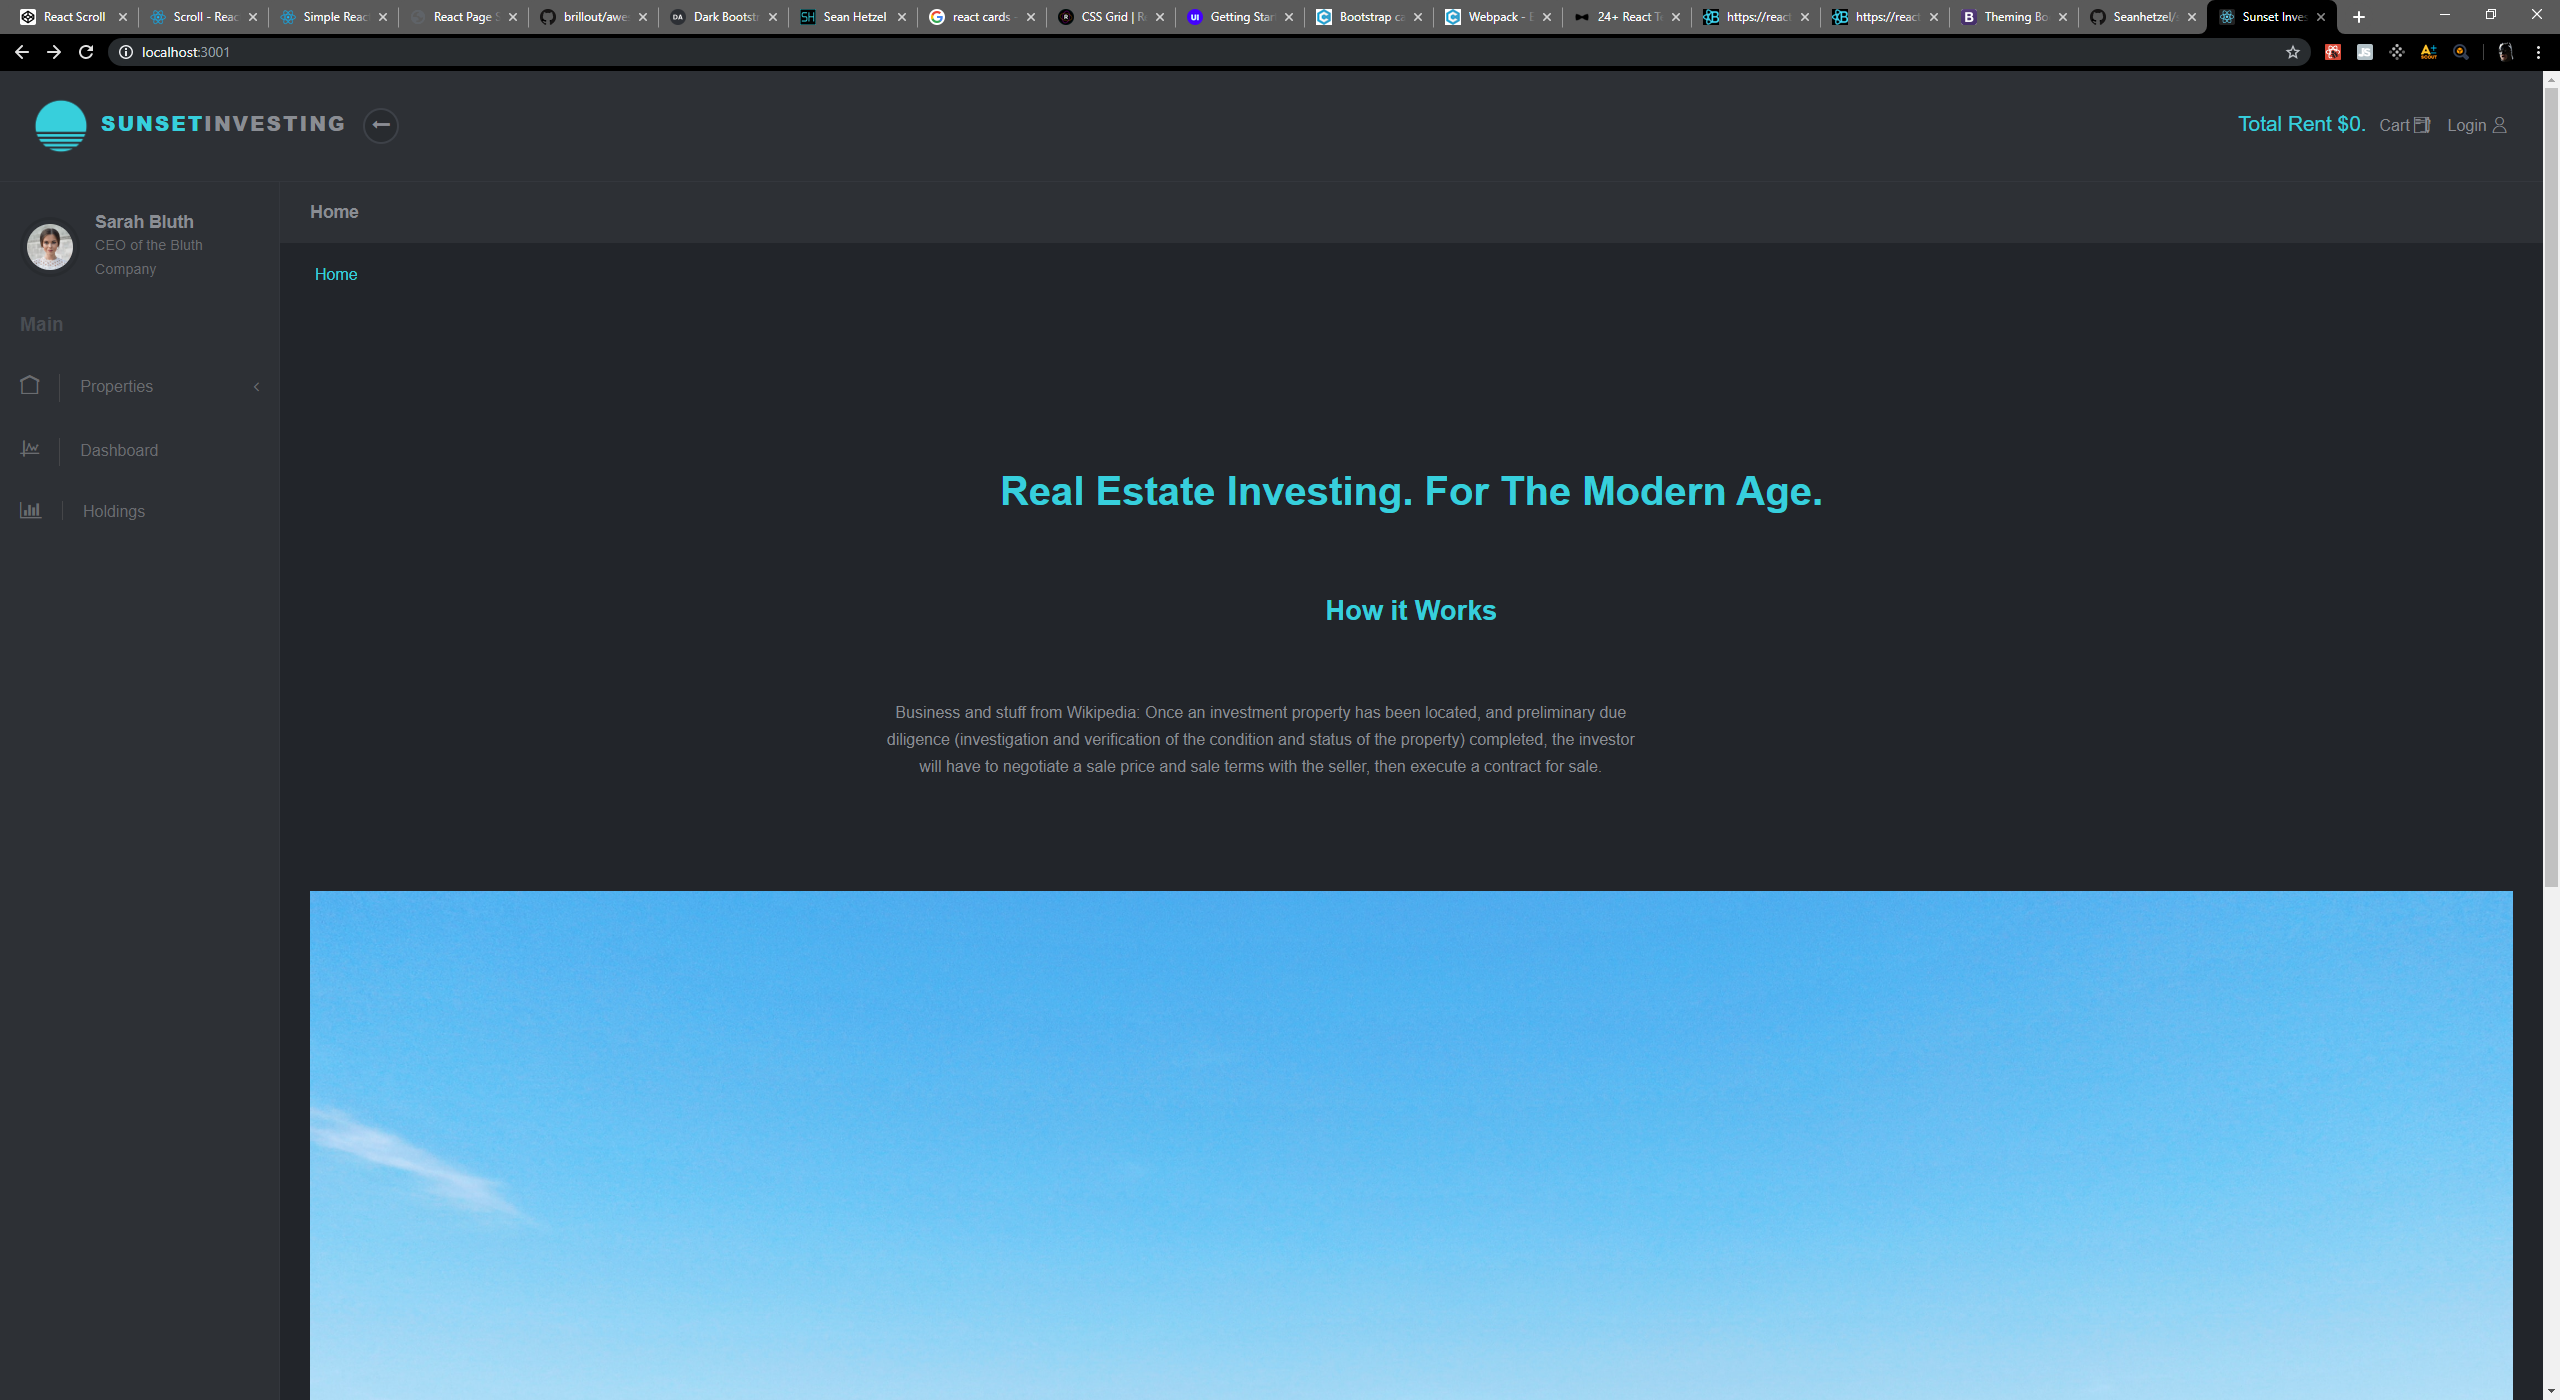 React Scroll
Scroll - Reac
Simple Reac
React Page S
brillout/awe
Dark Bootst
Sean Hetzel
react cards -
CSS Grid | R
Getting Star
Bootstrap ca
Webpack - E
24+ React Te
https://react
https://react
Theming Bo
Seanhetzel/s
Sunset Inves
localhost:3001
SUNSETINVESTING
Total Rent $0.
Cart
Login
Sarah Bluth
CEO of the Bluth
Company
Main
Properties
Dashboard
Holdings
Home
Home
Real Estate Investing. For The Modern Age.
How it Works
Business and stuff from Wikipedia: Once an investment property has been located, and preliminary due
diligence (investigation and verification of the condition and status of the property) completed, the investor
will have to negotiate a sale price and sale terms with the seller, then execute a contract for sale.